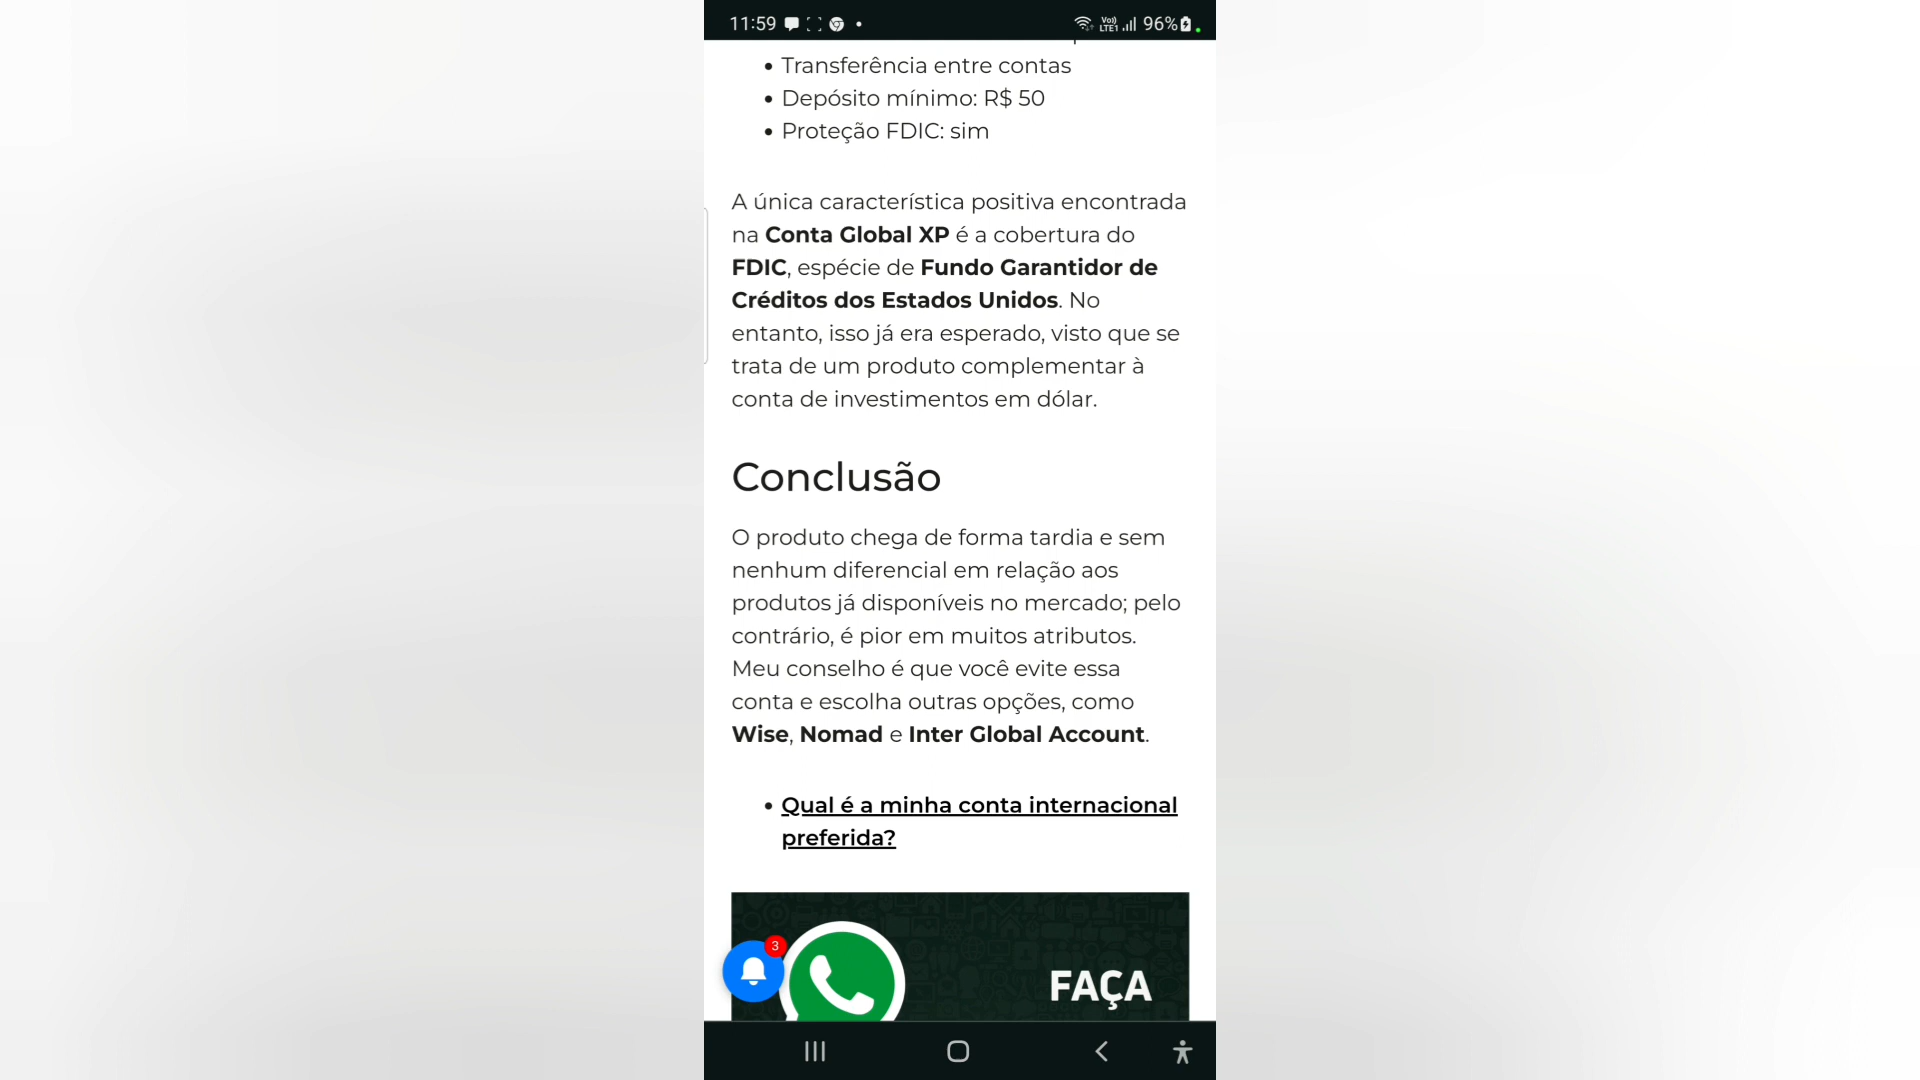 11:59
Vo)) LTE1 96%
Transferência entre contas
Depósito mínimo: R$ 50
Proteção FDIC: sim
A única característica positiva encontrada
na Conta Global XP é a cobertura do
FDIC, espécie de Fundo Garantidor de
Créditos dos Estados Unidos. No
entanto, isso já era esperado, visto que se
trata de um produto complementar à
conta de investimentos em dólar.
Conclusão
O produto chega de forma tardia e sem
nenhum diferencial em relação aos
produtos já disponíveis no mercado; pelo
contrário, é pior em muitos atributos.
Meu conselho é que você evite essa
conta e escolha outras opções, como
Wise, Nomad e Inter Global Account.
Qual é a minha conta internacional
preferida?
3
FAÇA